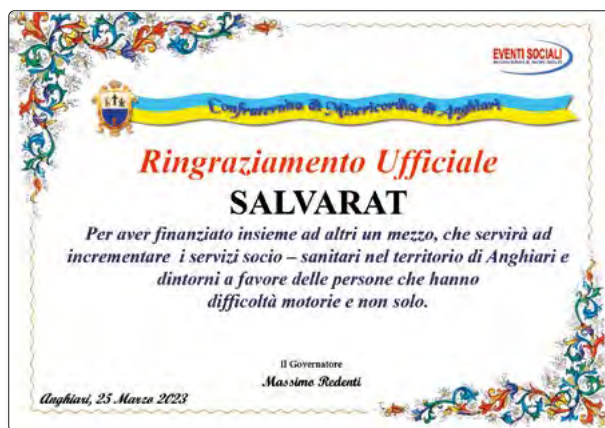 EVENTI SOCIALI
Confraternita di Misericordia di Anghiari
Ringraziamento Ufficiale
SALVARAT
Per aver finanziato insieme ad altri un mezzo, che servirà ad
incrementare i servizi socio – sanitari nel territorio di Anghiari e
dintorni a favore delle persone che hanno
difficoltà motorie e non solo.
Il Governatore
Massimo Redenti
Anghiari, 25 Marzo 2023